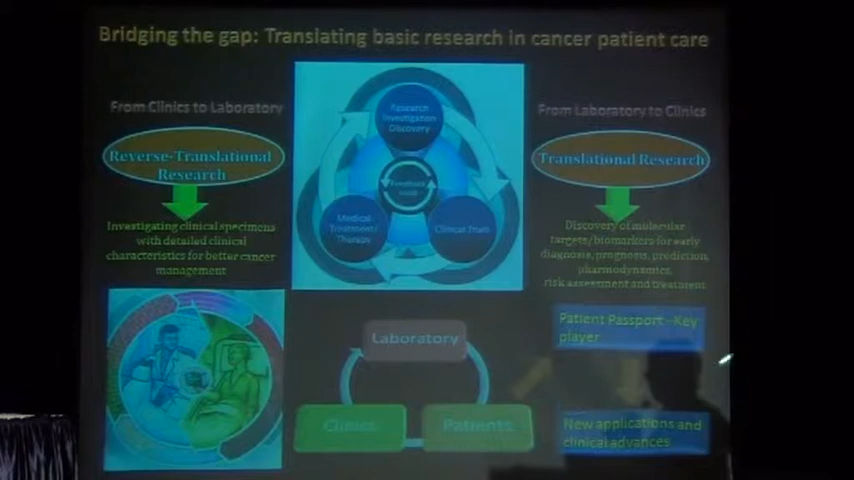 Bridging the gap: Translating basic research in cancer patient care
From Clinics to Laboratory
Reverse-Translational
Research
Investigating clinical specimens
with detailed clinical
characteristics for better cancer
management
Research
Investigation
Discovery
Feedback
Medical
Treatment/
Therapy
Clinical Trials
From Laboratory to Clinics
Translational Research
Discovery of molecular
targets/biomarkers for early
diagnosis, prognosis, prediction,
pharmodynamics,
risk assessment and treatment
Laboratory
Clinics
Patients
Patient Passport -Key
player
New applications and
clinical advances